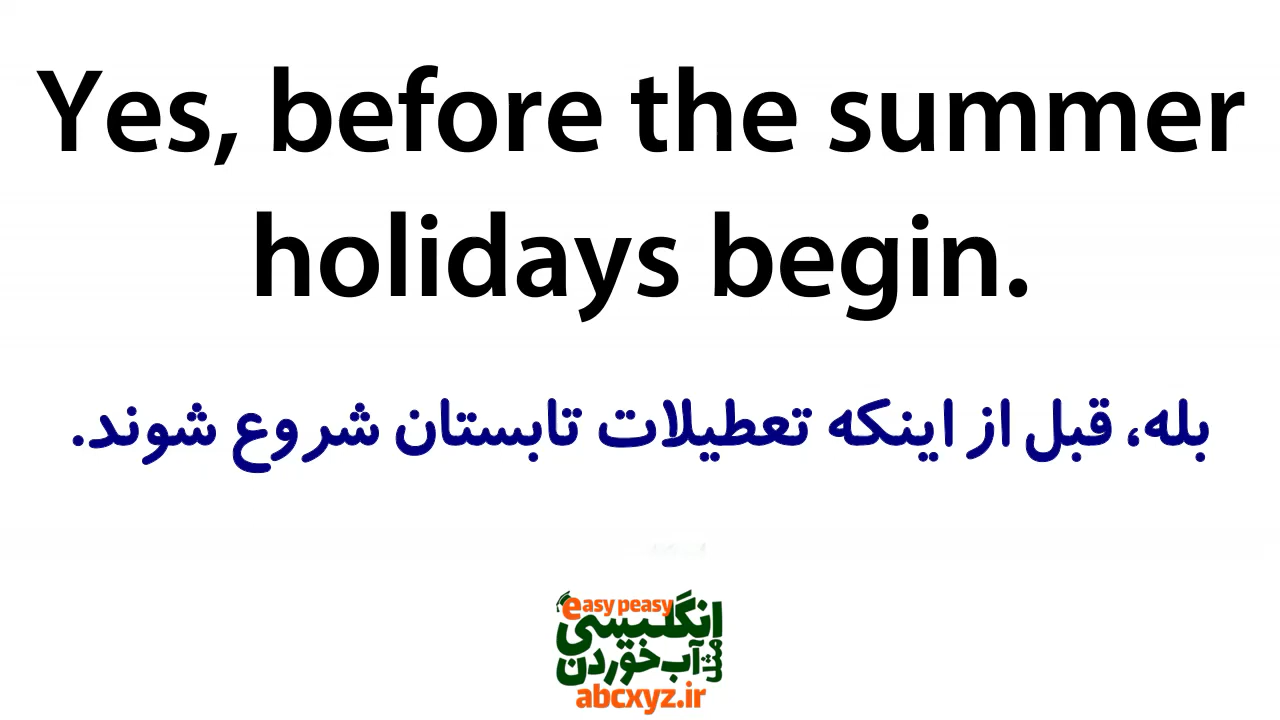 Yes, before the summer
holidays begin.
بله، قبل از اینکه تعطیلات تابستان شروع شوند.
easy peasy
انگلیسی
مثل
آب خوردن
abcxyz.ir